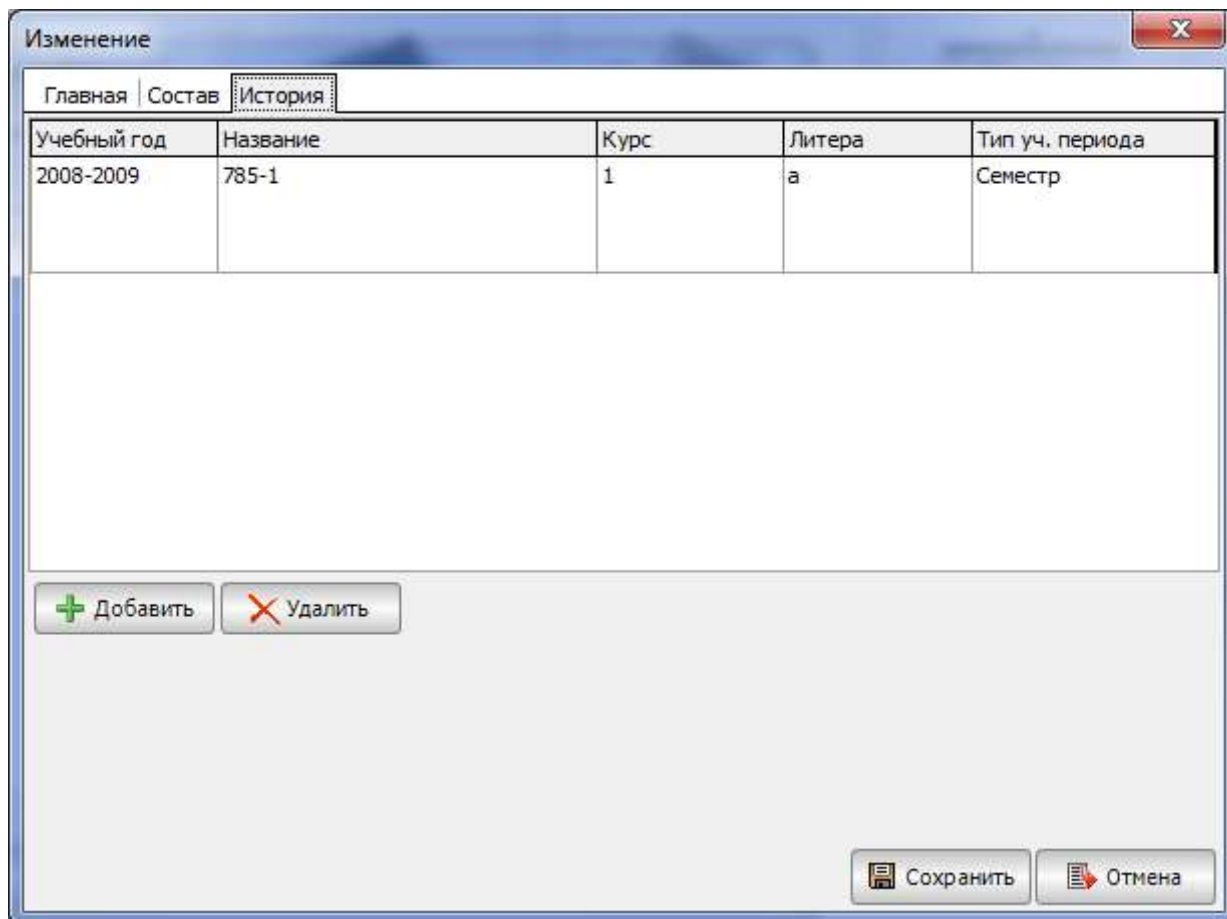 Изменение
Главная Состав История
Учебный год Название Курс Литера Тип уч. периода
2008-2009 785-1 1 а Семестр
Добавить Удалить
Сохранить Отмена